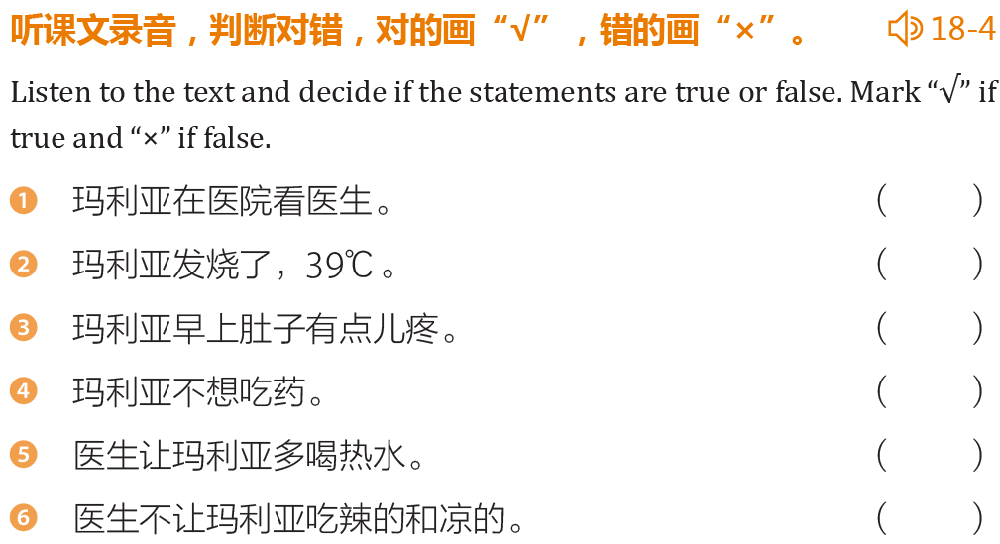 听课文录音，判断对错，对的画“√”，错的画“×”。 18-4
Listen to the text and decide if the statements are true or false. Mark “√” if
true and “×” if false.
1 玛利亚在医院看医生。 ( )
2 玛利亚发烧了，39℃。 ( )
3 玛利亚早上肚子有点儿疼。 ( )
4 玛利亚不想吃药。 ( )
5 医生让玛利亚多喝热水。 ( )
6 医生不让玛利亚吃辣的和凉的。 ( )